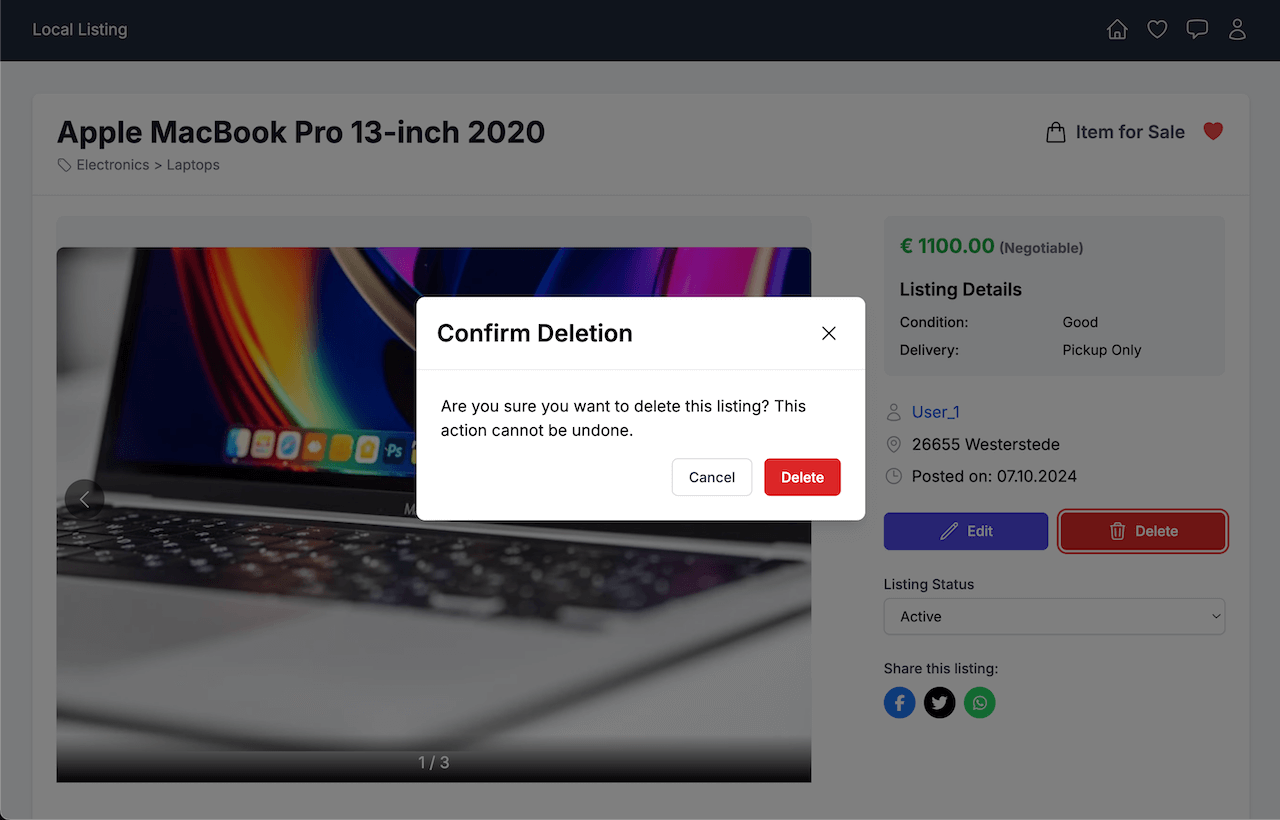 Local Listing
Apple MacBook Pro 13-inch 2020
Item for Sale
Electronics > Laptops
€ 1100.00 (Negotiable)
Listing Details
Condition: Good
Delivery: Pickup Only
Confirm Deletion
Are you sure you want to delete this listing? This
action cannot be undone.
Cancel
Delete
Ps
M
User_1
26655 Westerstede
Posted on: 07.10.2024
Edit
Delete
Listing Status
Active
Share this listing:
1 / 3